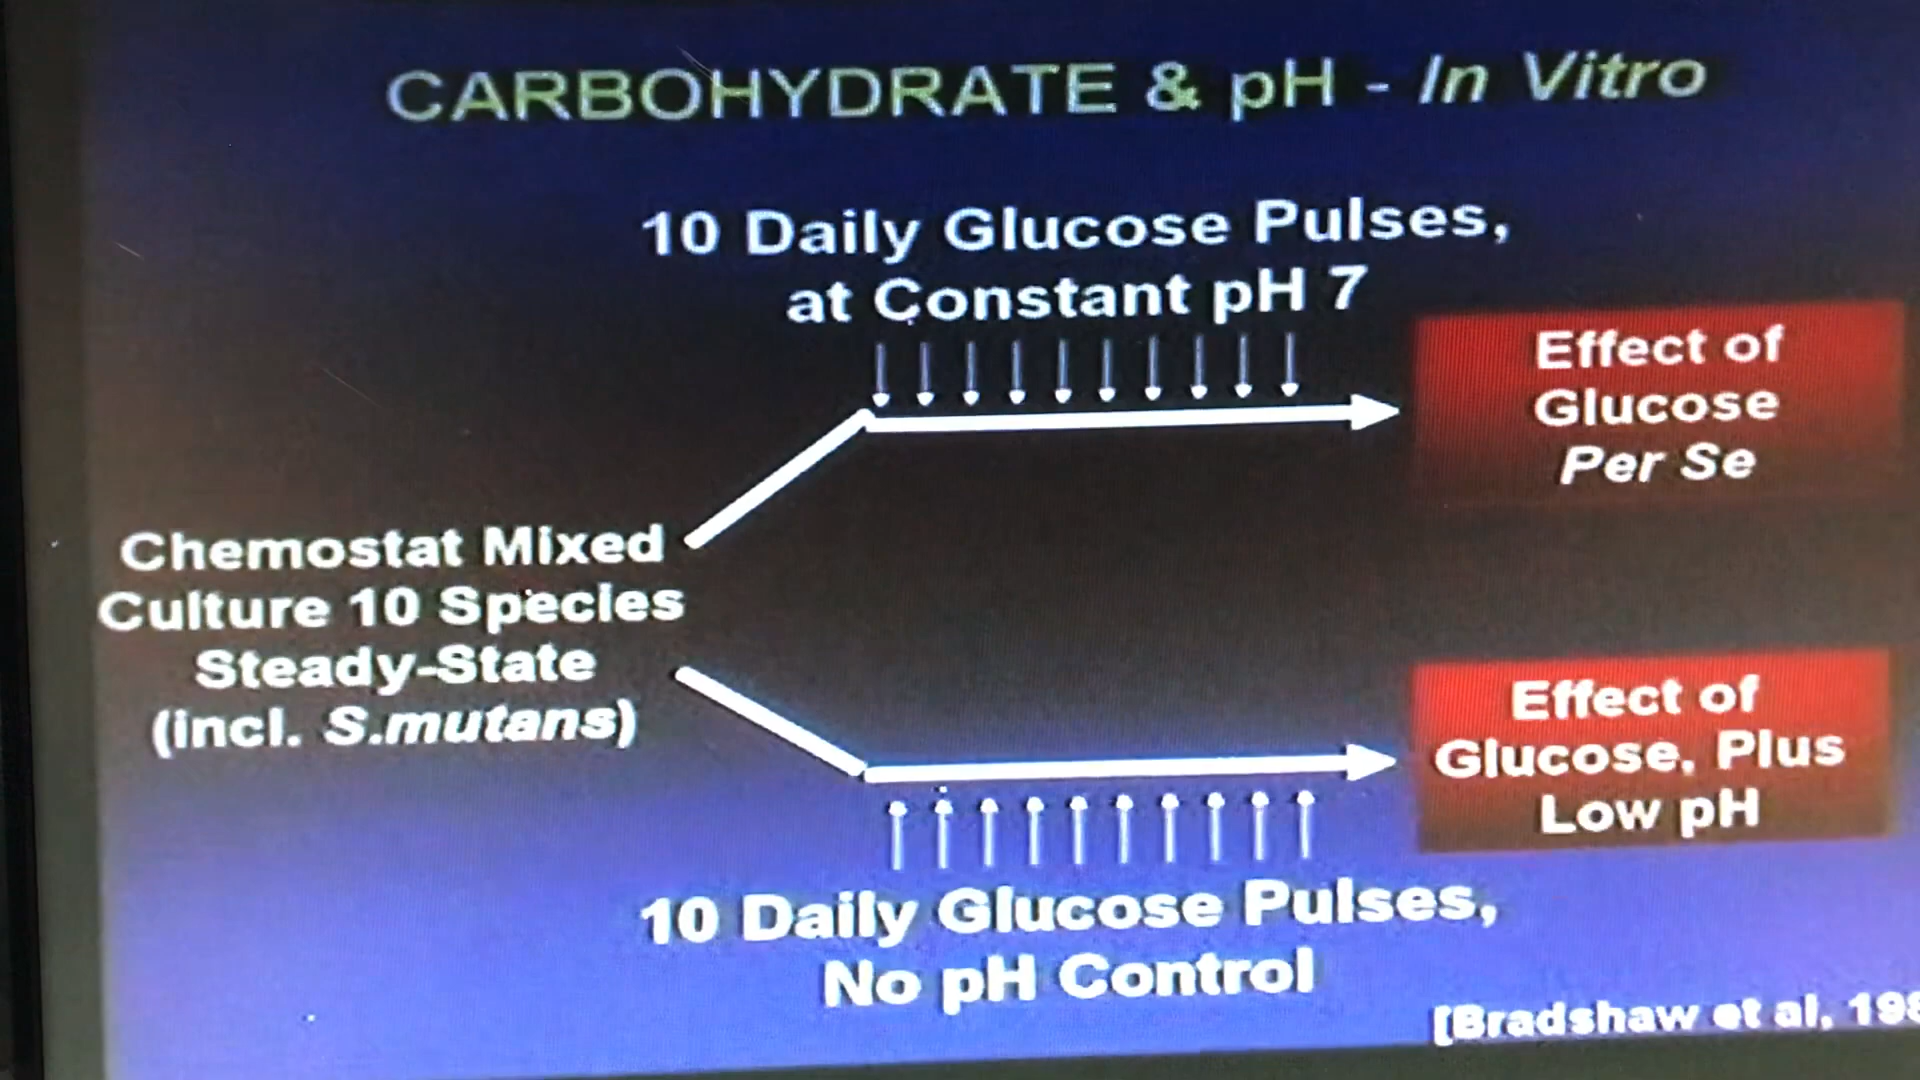 CARBOHYDRATE & pH - In Vitro
10 Daily Glucose Pulses,
at Constant pH 7
Effect of
Glucose
Per Se
Chemostat Mixed
Culture 10 Species
Steady-State
(incl. S.mutans)
Effect of
Glucose, Plus
Low pH
10 Daily Glucose Pulses,
No pH Control
[Bradshaw et al, 198